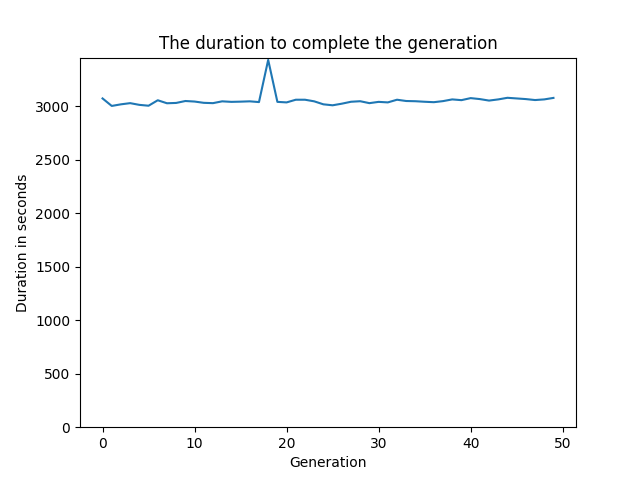 The duration to complete the generation
3000
2500
2000
1500
1000
500
0
Duration in seconds
0 10 20 30 40 50
Generation